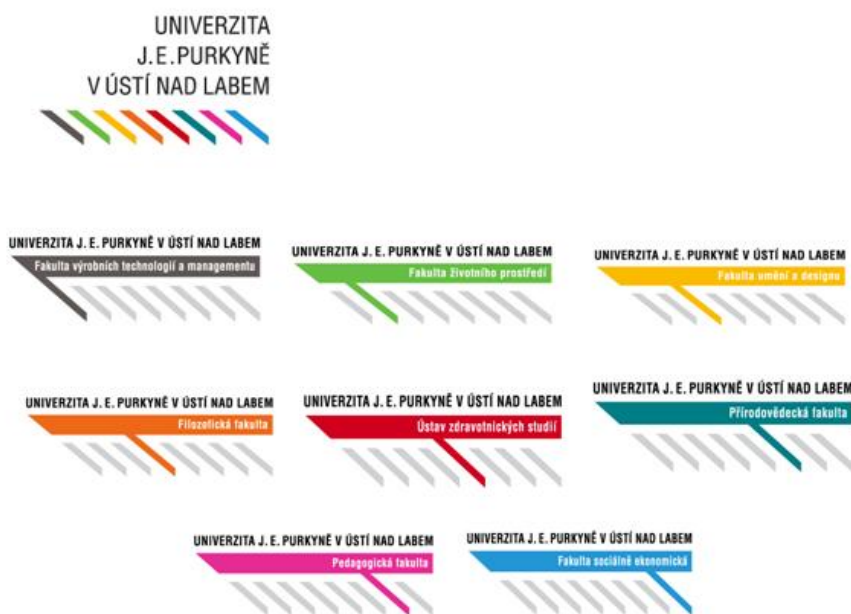 UNIVERZITA
J.E.PURKYNĚ
V ÚSTÍ NAD LABEM
UNIVERZITA J. E. PURKYNĚ V ÚSTÍ NAD LABEM
Fakulta výrobních technologií a managementu
UNIVERZITA J. E. PURKYNĚ V ÚSTÍ NAD LABEM
Fakulta životního prostředí
UNIVERZITA J. E. PURKYNĚ V ÚSTÍ NAD LABEM
Fakulta umění a designu
UNIVERZITA J. E. PURKYNĚ V ÚSTÍ NAD LABEM
Filozofická fakulta
UNIVERZITA J. E. PURKYNĚ V ÚSTÍ NAD LABEM
Ústav zdravotnických studií
UNIVERZITA J. E. PURKYNĚ V ÚSTÍ NAD LABEM
Přírodovědecká fakulta
UNIVERZITA J. E. PURKYNĚ V ÚSTÍ NAD LABEM
Pedagogická fakulta
UNIVERZITA J. E. PURKYNĚ V ÚSTÍ NAD LABEM
Fakulta sociálně ekonomická